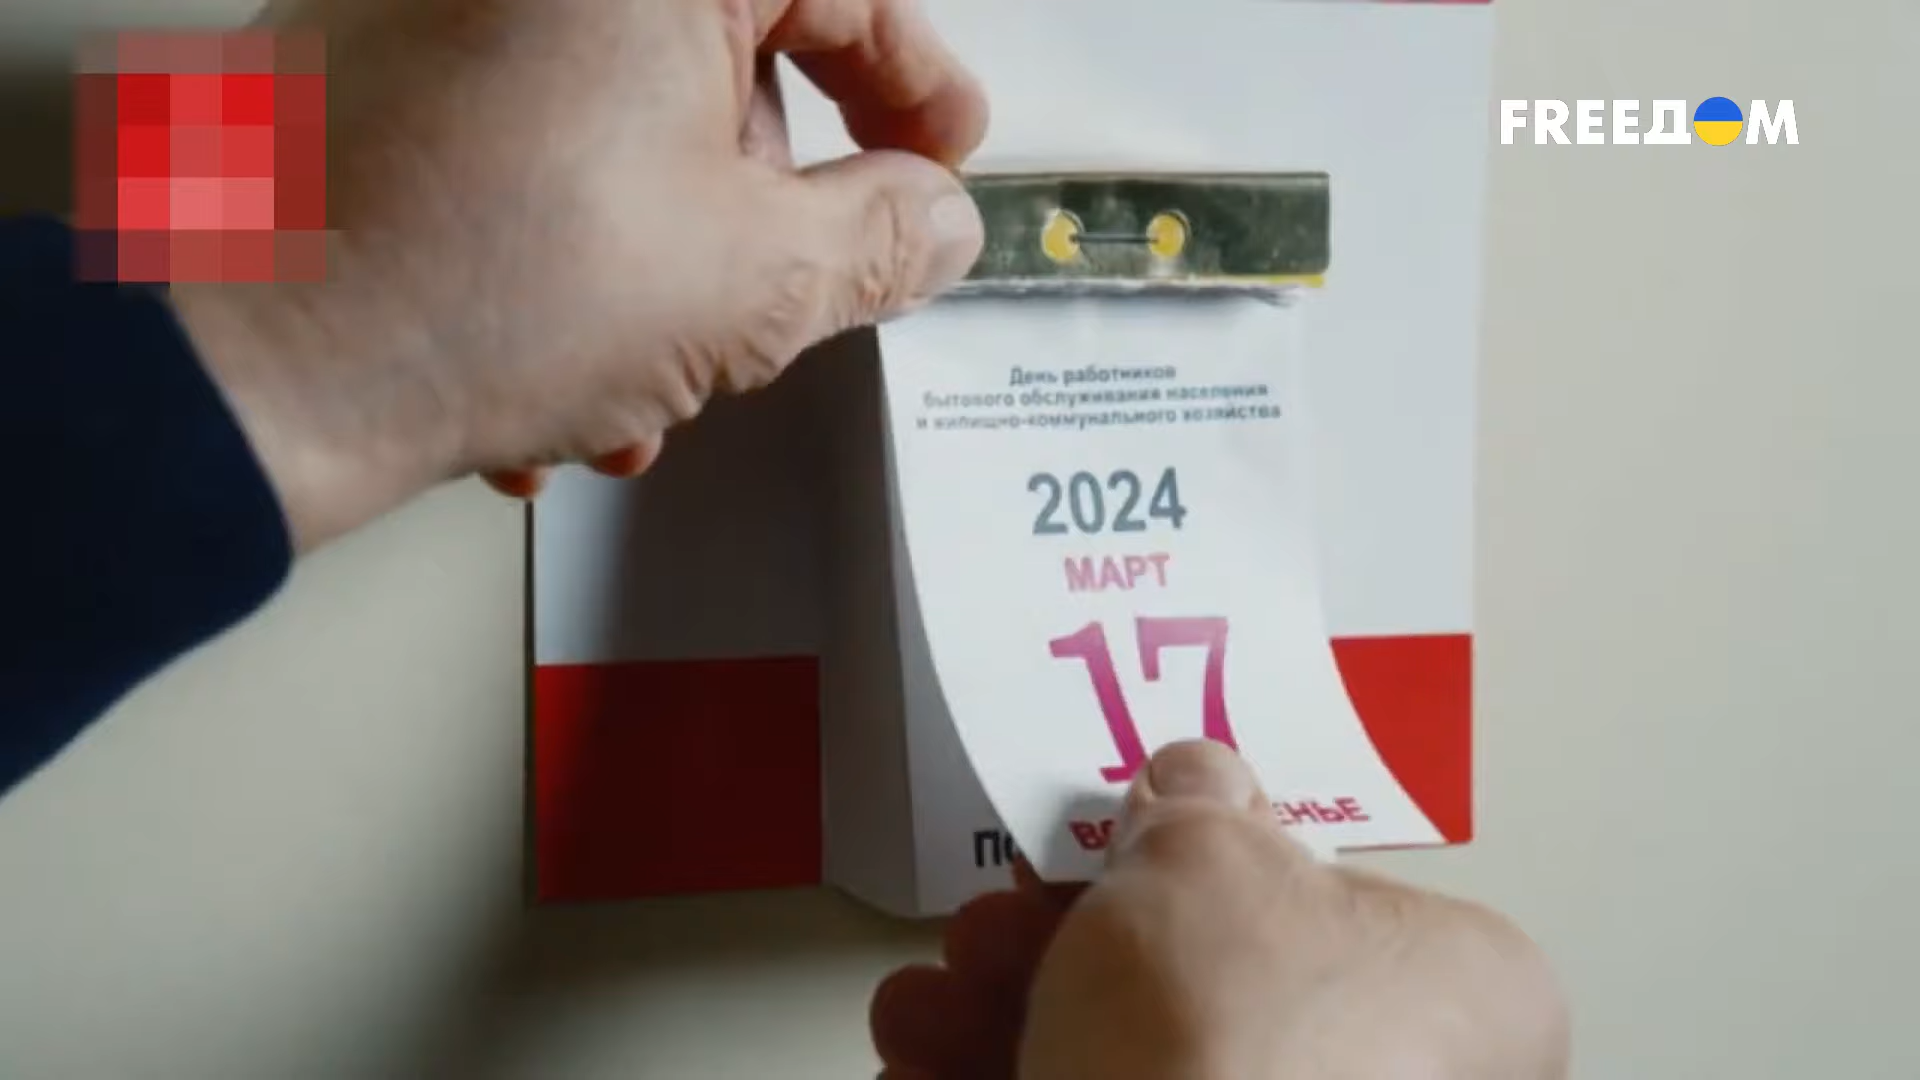 FREEДOM
День работников
бытового обслуживания населения
и жилищно-коммунального хозяйства
2024
МАРТ
17